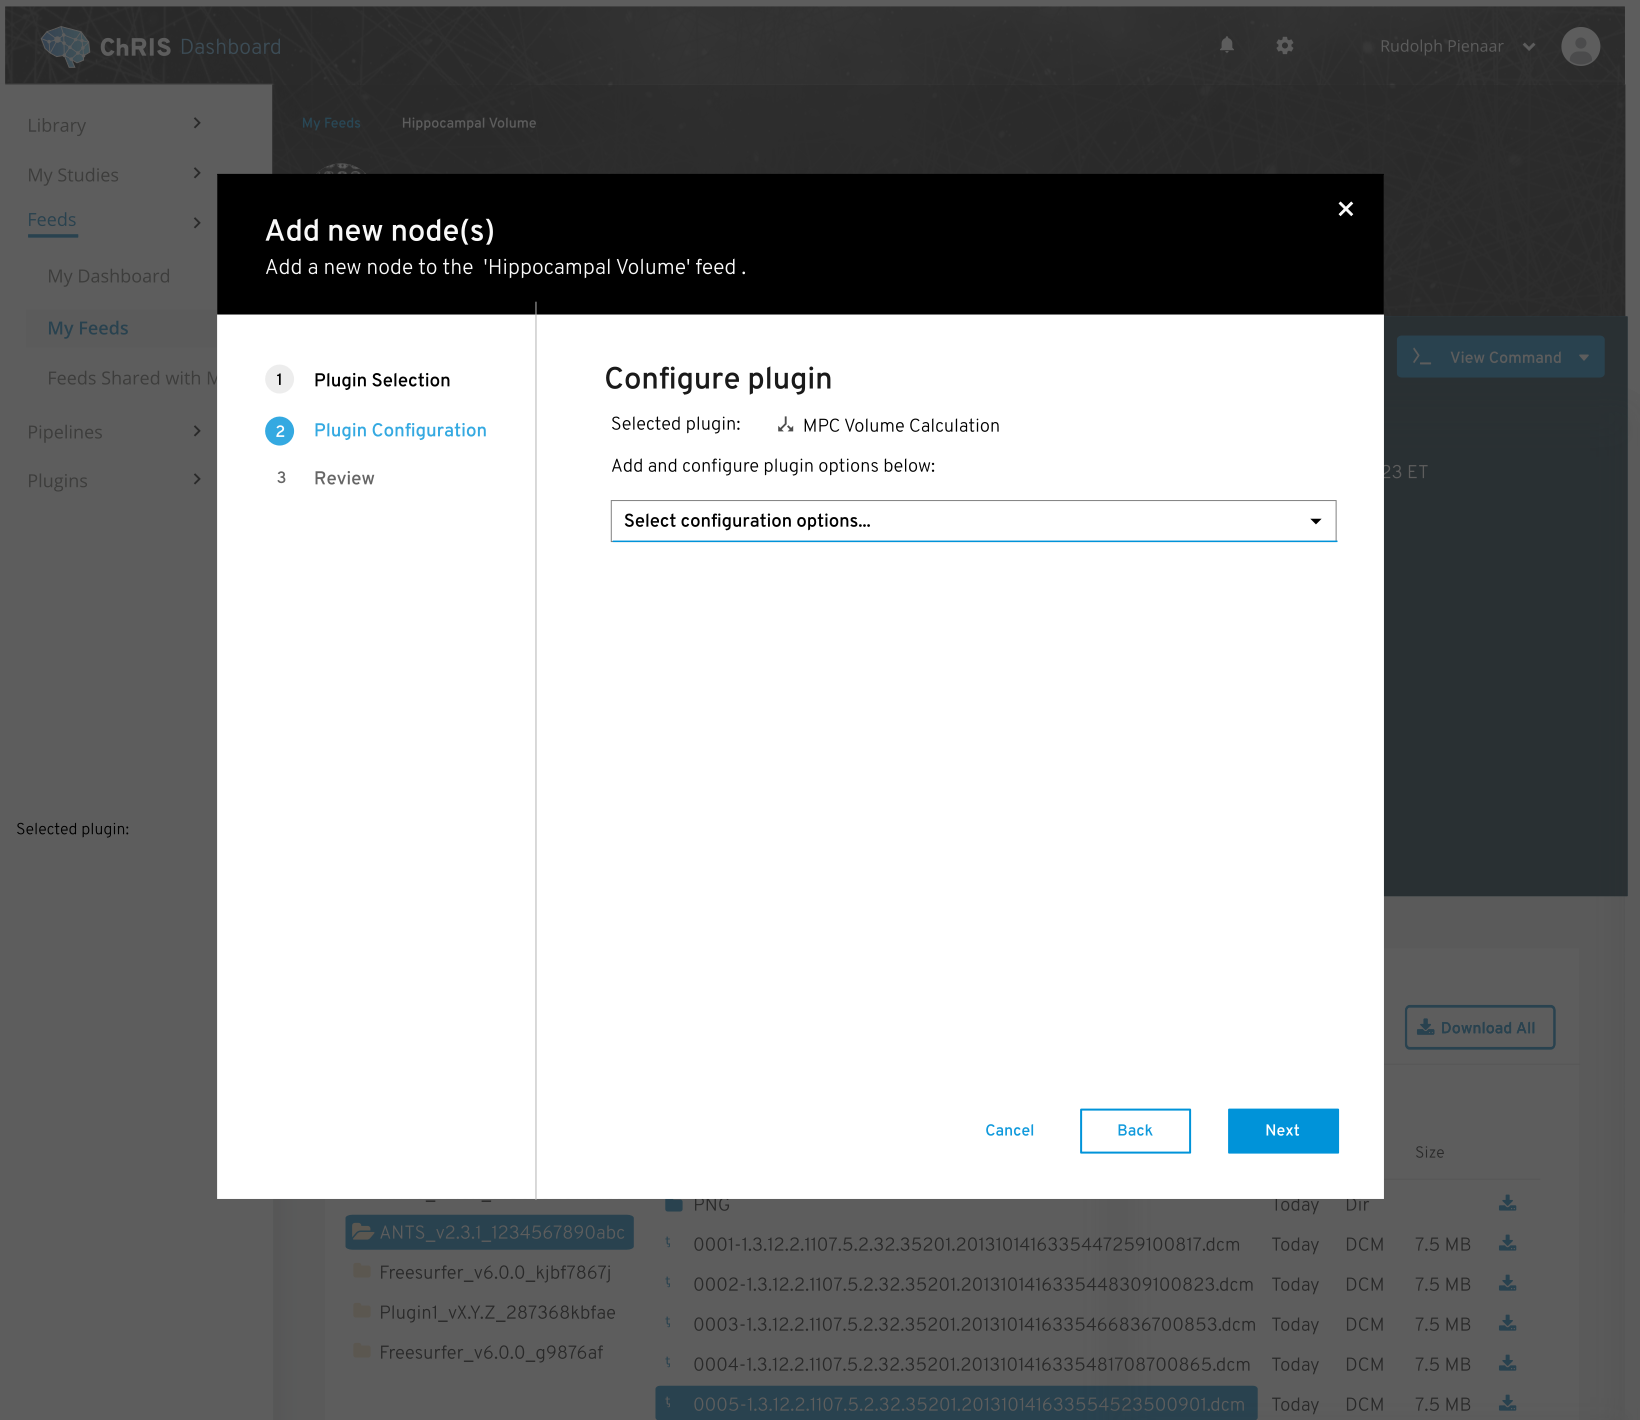 ChRIS Dashboard
Rudolph Pienaar
Library
My Studies
Feeds
My Dashboard
My Feeds
Feeds Shared with M
Pipelines
Plugins
My Feeds Hippocampal Volume
Add new node(s)
Add a new node to the 'Hippocampal Volume' feed .
1 Plugin Selection
2 Plugin Configuration
3 Review
Configure plugin
Selected plugin: MPC Volume Calculation
Add and configure plugin options below:
Select configuration options...
Cancel Back Next
View Command
23 ET
Selected plugin:
Download All
Size
ANTS_v2.3.1_1234567890abc
Freesurfer_v6.0.0_kjbf7867j
Plugin1_vX.Y.Z_287368kbfae
Freesurfer_v6.0.0_g9876af
PNG Today Dir
0001-1.3.12.2.1107.5.2.32.35201.2013101416335447259100817.dcm Today DCM 7.5 MB
0002-1.3.12.2.1107.5.2.32.35201.2013101416335448309100823.dcm Today DCM 7.5 MB
0003-1.3.12.2.1107.5.2.32.35201.2013101416335466836700853.dcm Today DCM 7.5 MB
0004-1.3.12.2.1107.5.2.32.35201.2013101416335481708700865.dcm Today DCM 7.5 MB
0005-1.3.12.2.1107.5.2.32.35201.201310141633554523500901.dcm Today DCM 7.5 MB